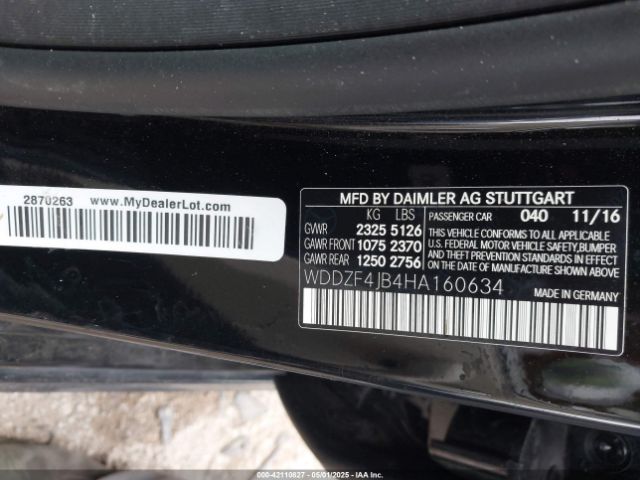 2870263 www.MyDealerLot.com
MFD BY DAIMLER AG STUTTGART
KG LBS
GVWR 2325 5126
GAWR FRONT 1075 2370
GAWR REAR 1250 2756
PASSENGER CAR 040 11/16
THIS VEHICLE CONFORMS TO ALL APPLICABLE
U.S. FEDERAL MOTOR VEHICLE SAFETY,BUMPER
AND THEFT PREVENTION STANDARDS IN EFFECT
ON THE DATE OF MANUFACTURE SHOWN ABOVE.
WDDZF4JB4HA160634 MADE IN GERMANY
000-42110827 - 05/01/2025 - IAAI.COM